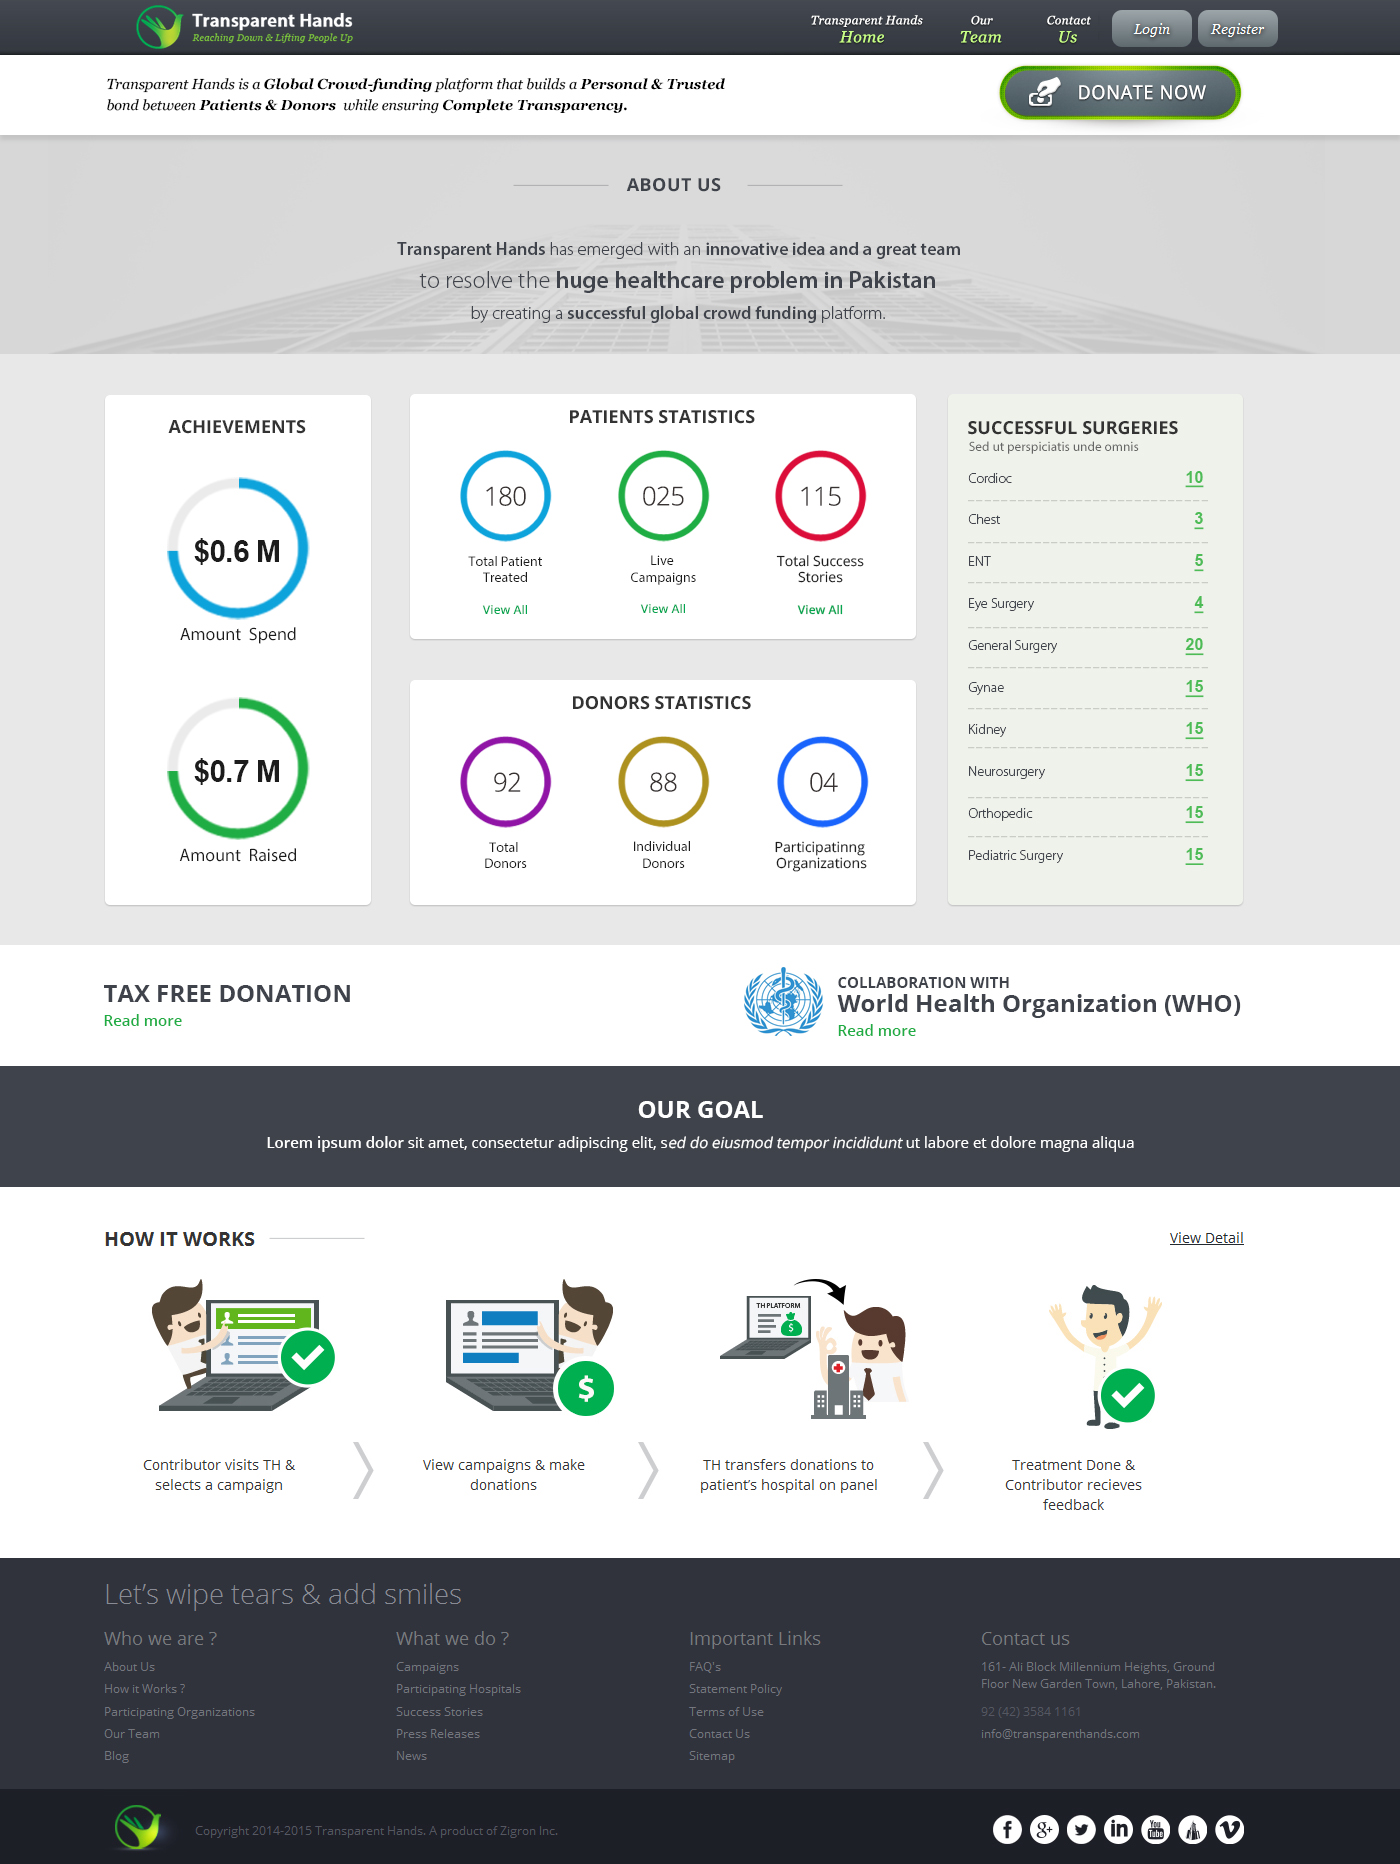 Transparent Hands
Reaching Down & Lifting People Up
Transparent Hands
Home
Our
Team
Contact
Us
Login
Register
Transparent Hands is a Global Crowd-funding platform that builds a Personal & Trusted
bond between Patients & Donors while ensuring Complete Transparency.
DONATE NOW
ABOUT US
Transparent Hands has emerged with an innovative idea and a great team
to resolve the huge healthcare problem in Pakistan
by creating a successful global crowd funding platform.
ACHIEVEMENTS
$0.6 M
Amount Spend
$0.7 M
Amount Raised
PATIENTS STATISTICS
180
Total Patient
Treated
View All
025
Live
Campaigns
View All
115
Total Success
Stories
View All
DONORS STATISTICS
92
Total
Donors
88
Individual
Donors
04
Participatinng
Organizations
SUCCESSFUL SURGERIES
Sed ut perspiciatis unde omnis
Cordioc 10
Chest 3
ENT 5
Eye Surgery 4
General Surgery 20
Gynae 15
Kidney 15
Neurosurgery 15
Orthopedic 15
Pediatric Surgery 15
TAX FREE DONATION
Read more
COLLABORATION WITH
World Health Organization (WHO)
Read more
OUR GOAL
Lorem ipsum dolor sit amet, consectetur adipiscing elit, sed do eiusmod tempor incididunt ut labore et dolore magna aliqua
HOW IT WORKS
View Detail
$
TH PLATFORM
$
Contributor visits TH &
selects a campaign
View campaigns & make
donations
TH transfers donations to
patient's hospital on panel
Treatment Done &
Contributor recieves
feedback
Let's wipe tears & add smiles
Who we are ?
About Us
How it Works ?
Participating Organizations
Our Team
Blog
What we do ?
Campaigns
Participating Hospitals
Success Stories
Press Releases
News
Important Links
FAQ's
Statement Policy
Terms of Use
Contact Us
Sitemap
Contact us
161- Ali Block Millennium Heights, Ground
Floor New Garden Town, Lahore, Pakistan.
92 (42) 3584 1161
info@transparenthands.com
Copyright 2014-2015 Transparent Hands. A product of Zigron Inc.
f
g+
in
You
Tube
V